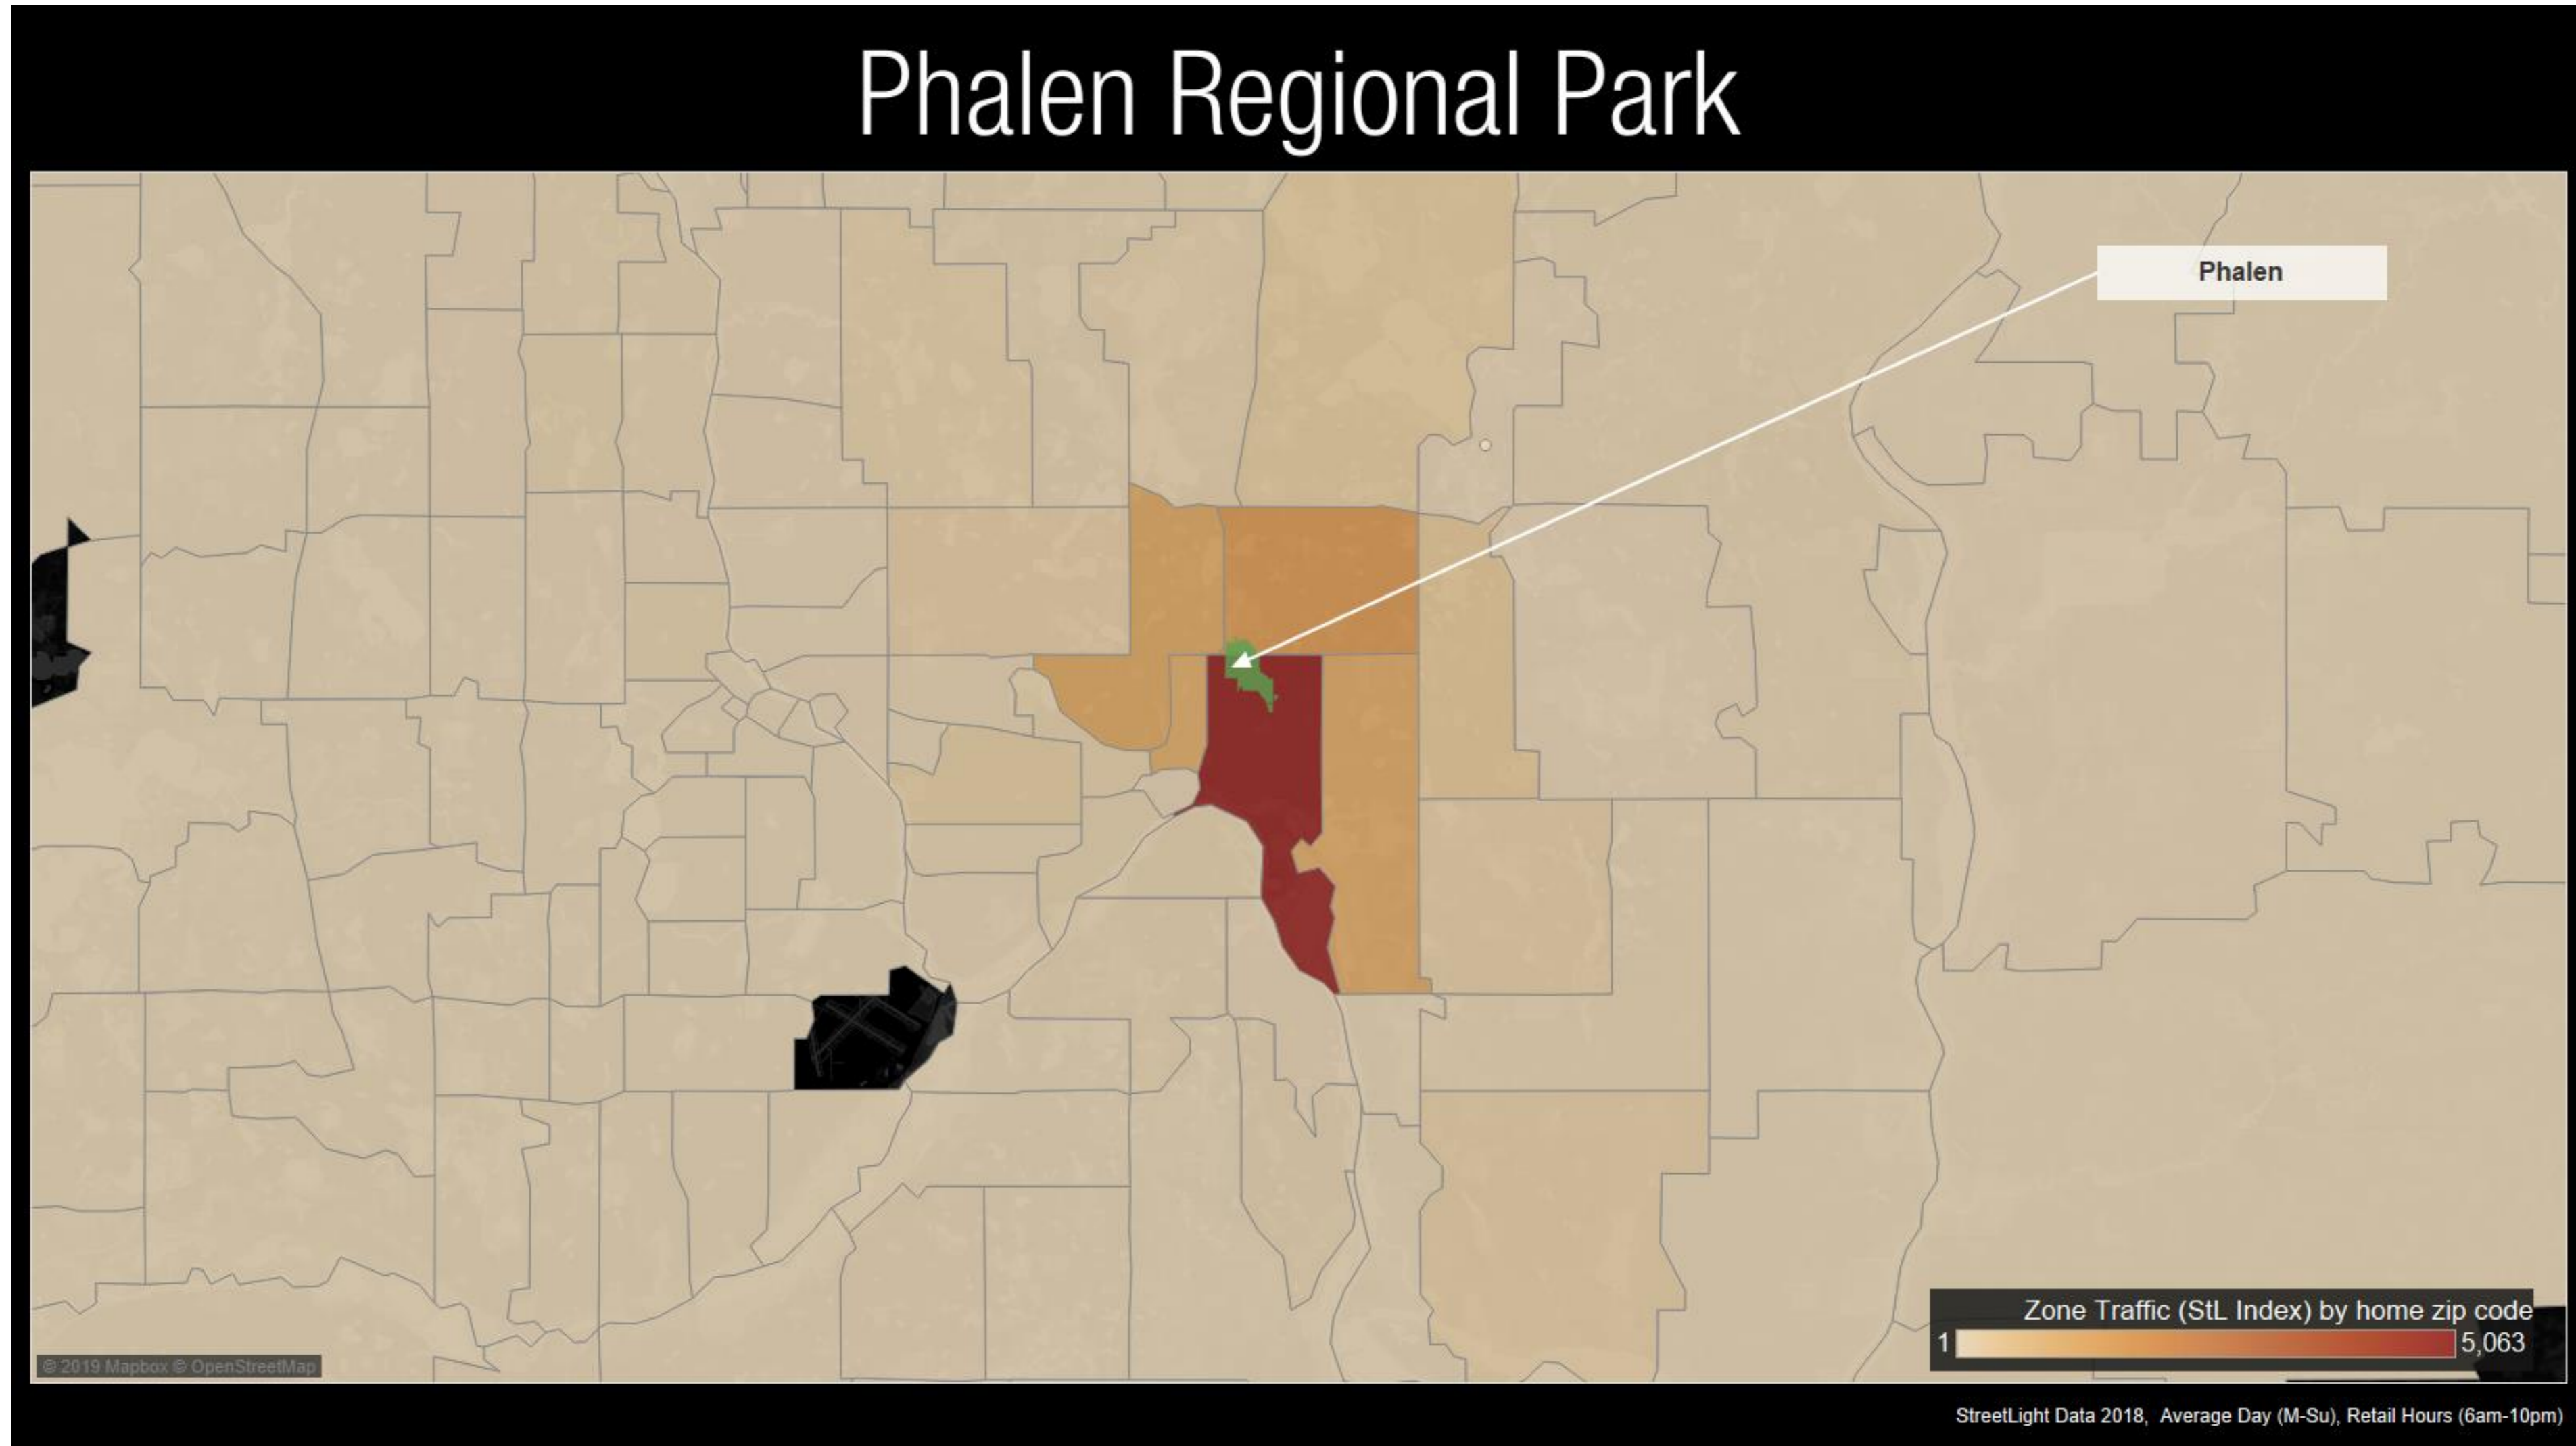 Phalen Regional Park
Phalen
Zone Traffic (StL Index) by home zip code
1 5,063
© 2019 Mapbox © OpenStreetMap
StreetLight Data 2018, Average Day (M-Su), Retail Hours (6am-10pm)